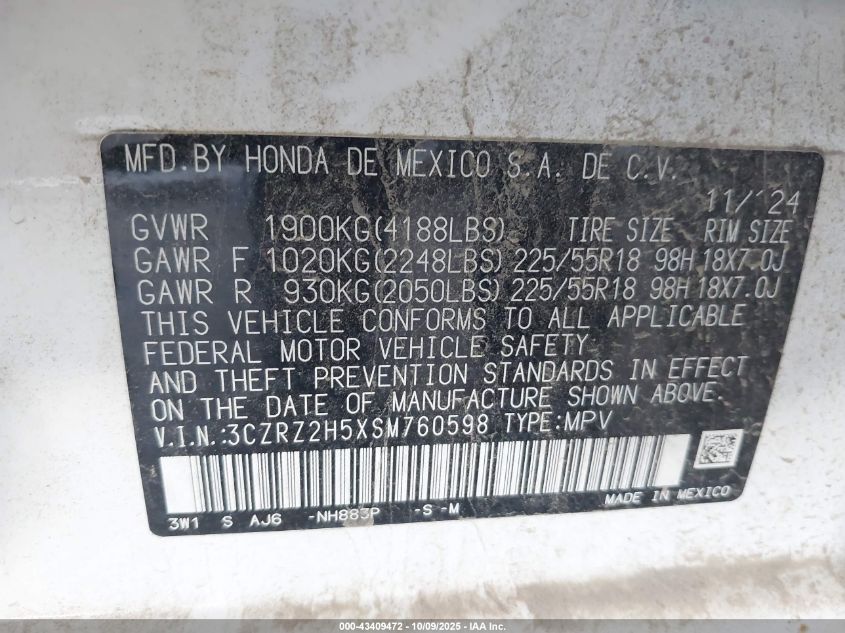 MFD.BY HONDA DE MEXICO S.A. DE C.V.
11/'24
GVWR 1900KG(4188LBS) TIRE SIZE RIM SIZE
GAWR F 1020KG(2248LBS) 225/55R18 98H 18X7.0J
GAWR R 930KG(2050LBS) 225/55R18 98H 18X7.0J
THIS VEHICLE CONFORMS TO ALL APPLICABLE
FEDERAL MOTOR VEHICLE SAFETY
AND THEFT PREVENTION STANDARDS IN EFFECT
ON THE DATE OF MANUFACTURE SHOWN ABOVE.
V.I.N.:3CZRZ2H5XSM760598 TYPE:MPV
3W1 S AJ6 -NH883P -S -M MADE IN MEXICO
000-43409472 - 10/09/2025 - IAA Inc.